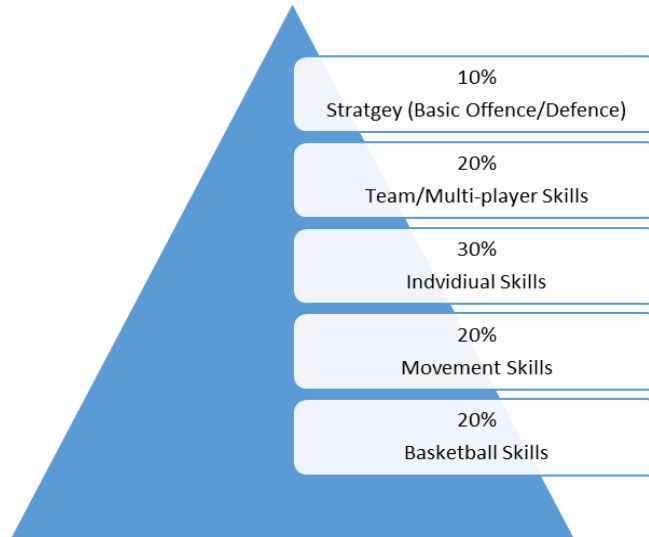 10%
Stratgey (Basic Offence/Defence)
20%
Team/Multi-player Skills
30%
Indvidiual Skills
20%
Movement Skills
20%
Basketball Skills